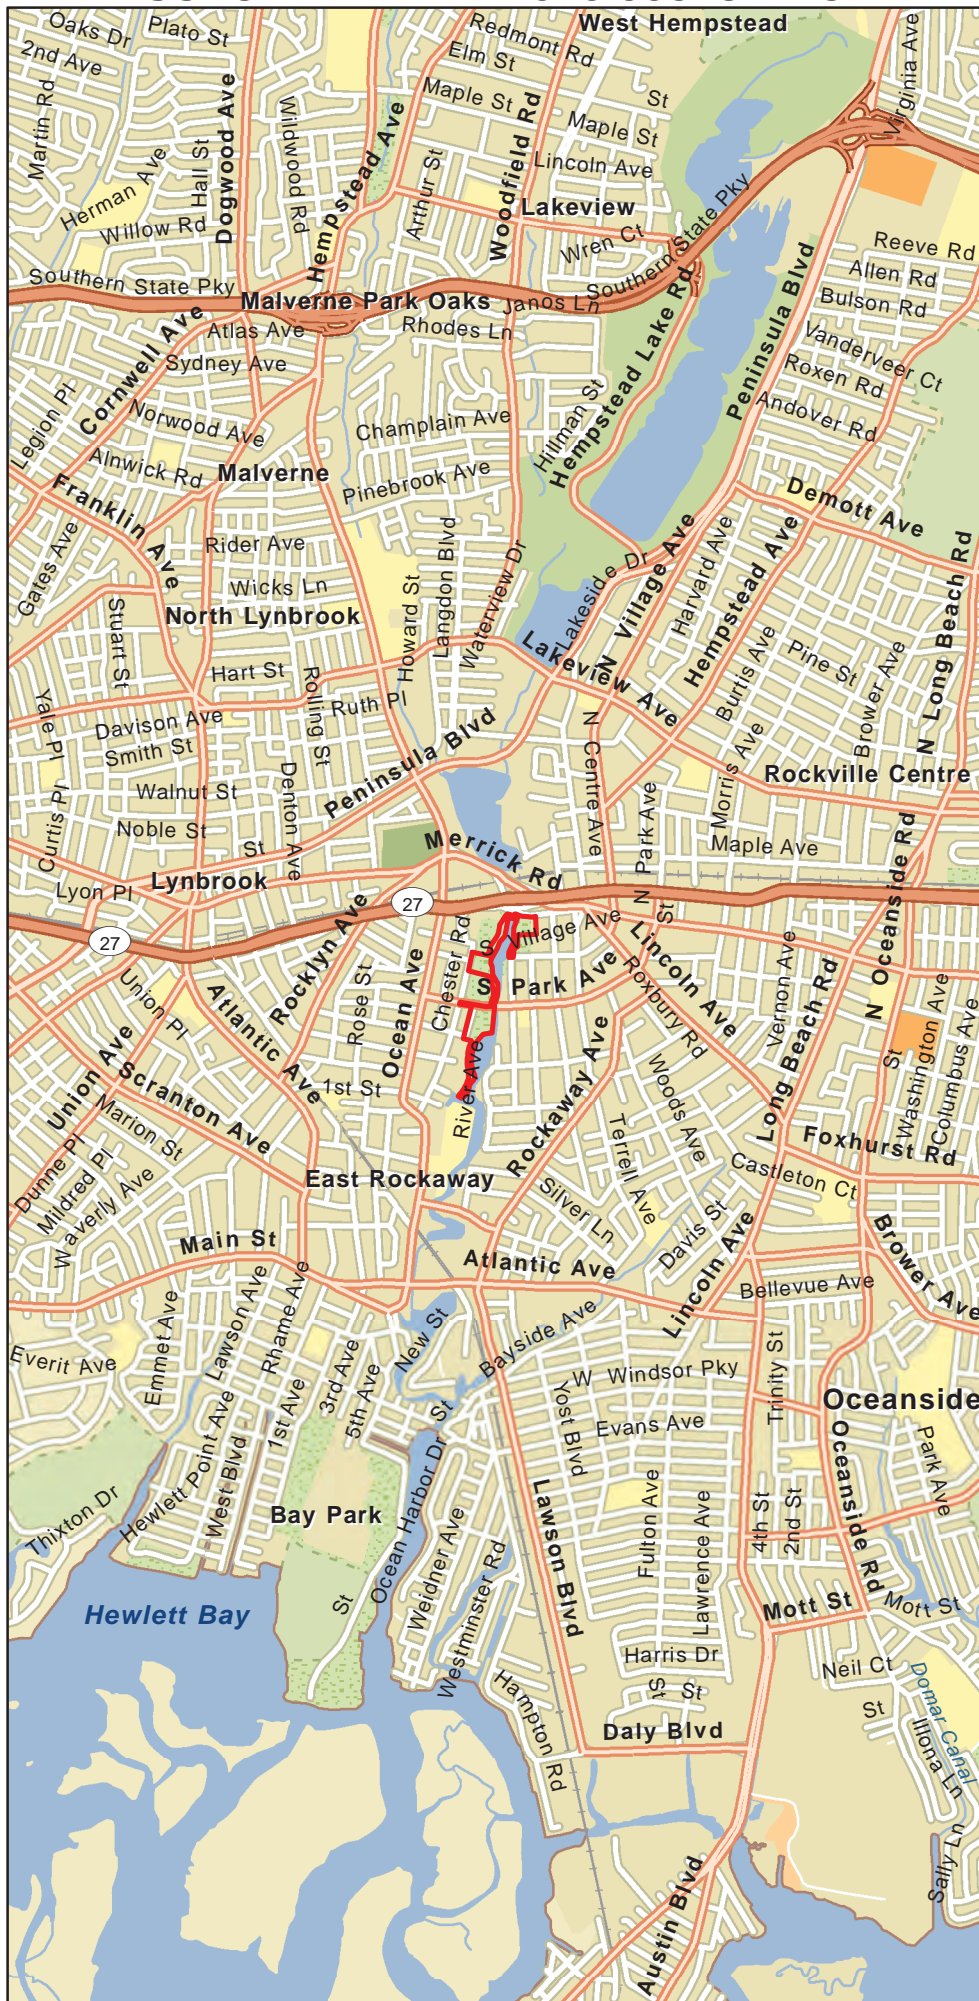 West Hempstead
Oaks Dr
Plato St
Redmont Rd
Virginia Ave
2nd Ave
Elm St
Martin Rd
Dogwood Ave
Maple St
St
Wildwood Rd
Hempstead Ave
Woodfield Rd
Maple St
Hall St
Lincoln Ave
Herman Ave
Arthur St
Lakeview
Willow Rd
Wren Ct
Southern State Pky
Reeve Rd
Southern State Pky
Allen Rd
Malverne Park Oaks
Janos Ln
S
Bulson Rd
Peninsula Blvd
Hempstead Lake Rd
Atlas Ave
Rhodes Ln
Vanderveer Ct
Cornwell Ave
Sydney Ave
Roxen Rd
Legion Pl
Norwood Ave
Champlain Ave
Hillman St
Andover Rd
Alnwick Rd
Malverne
Pinebrook Ave
Franklin Ave
Demott Ave
Gates Ave
Rider Ave
Langdon Blvd
Waterview Dr
Harvard Ave
Hempstead Ave
N Long Beach Rd
Wicks Ln
Howard St
Lakeside Dr
N Village Ave
North Lynbrook
Stuart St
Lakeview Ave
Pine St
Burtis Ave
Brower Ave
Hart St
Rolling St
Ruth Pl
Yale Pl
Davison Ave
Smith St
Peninsula Blvd
N Centre Ave
Morris Ave
Rockville Centre
Walnut St
Denton Ave
N Park Ave
Curtis Pl
Noble St
St
Merrick Rd
Maple Ave
N Oceanside Rd
Lyon Pl
Lynbrook
27
27
Rocklyn Ave
Chester Rd
S
Village Ave
St
Lincoln Ave
Union Pl
Atlantic Ave
Rose St
Ocean Ave
S Park Ave
Roxbury Rd
Vernon Ave
Long Beach Rd
Washington Ave
Columbus Ave
St
Union Ave
Scranton Ave
1st St
River Ave
Rockaway Ave
Woods Ave
Marion St
Terrell Ave
Foxhurst Rd
Dunne Pl
Mildred Pl
Waverly Ave
East Rockaway
Silver Ln
Castleton Ct
Davis St
Main St
Atlantic Ave
Lincoln Ave
Brower Ave
Bellevue Ave
Emmet Ave
Lawson Ave
Rhame Ave
New St
Bayside Ave
Everit Ave
3rd Ave
5th Ave
W Windsor Pky
Trinity St
Hewlett Point Ave
1st Ave
St
Yost Blvd
Evans Ave
Oceanside
West Blvd
Park Ave
Thixton Dr
Bay Park
Ocean Harbor Dr
Lawson Blvd
Fulton Ave
Lawrence Ave
4th St
2nd St
Oceanside Rd
Weidner Ave
Westminster Rd
Hewlett Bay
St
Mott St
Mott St
Harris Dr
Neil Ct
Hampton Rd
St
St
St
Domar Canal
Illona Ln
Daly Blvd
Sally Ln
Austin Blvd